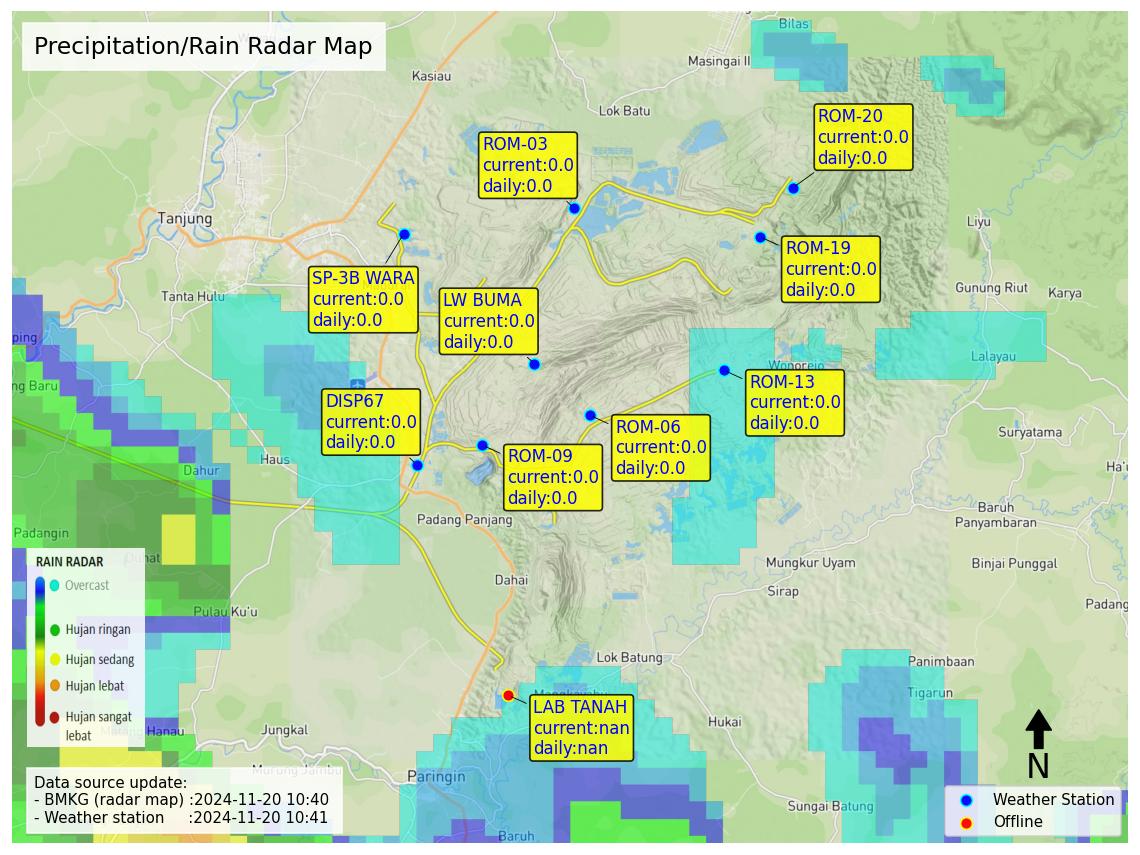 Precipitation/Rain Radar Map
Bilas
Masingai II
Kasiau
Lok Batu
ROM-20
current:0.0
daily:0.0
ROM-03
current:0.0
daily:0.0
Tanjung
Liyu
ROM-19
current:0.0
daily:0.0
SP-3B WARA
current:0.0
daily:0.0
Tanta Hulu
LW BUMA
current:0.0
daily:0.0
Gunung Riut
Karya
ping
Lalayau
Wonorejo
ng Baru
ROM-13
current:0.0
daily:0.0
DISP67
current:0.0
daily:0.0
ROM-06
current:0.0
daily:0.0
Suryatama
ROM-09
current:0.0
daily:0.0
Haus
Dahur
Ha'u
Baruh
Panyambaran
Padang Panjang
Padangin
Mungkur Uyam
Binjai Punggal
RAIN RADAR
Overcast
Hujan ringan
Hujan sedang
Hujan lebat
Hujan sangat
lebat
Dahai
Sirap
Padang
Pulau Ku'u
Lok Batung
Panimbaan
Tigarun
LAB TANAH
current:nan
daily:nan
Hukai
Jungkal
Hanau
Murung Jambu
Paringin
N
Data source update:
- BMKG (radar map) :2024-11-20 10:40
- Weather station :2024-11-20 10:41
Sungai Batung
Weather Station
Offline
Baruh